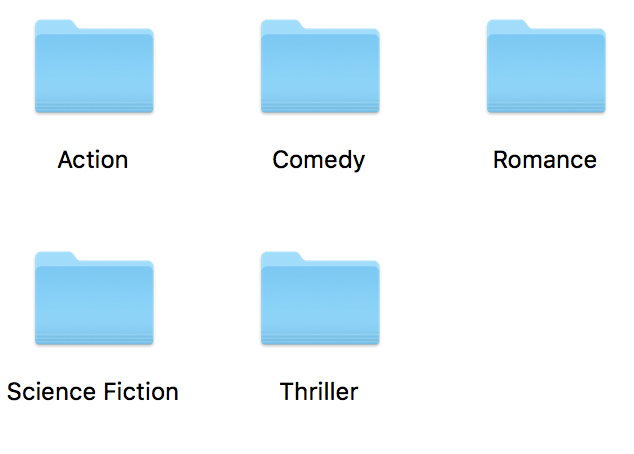 Action
Comedy
Romance
Science Fiction
Thriller